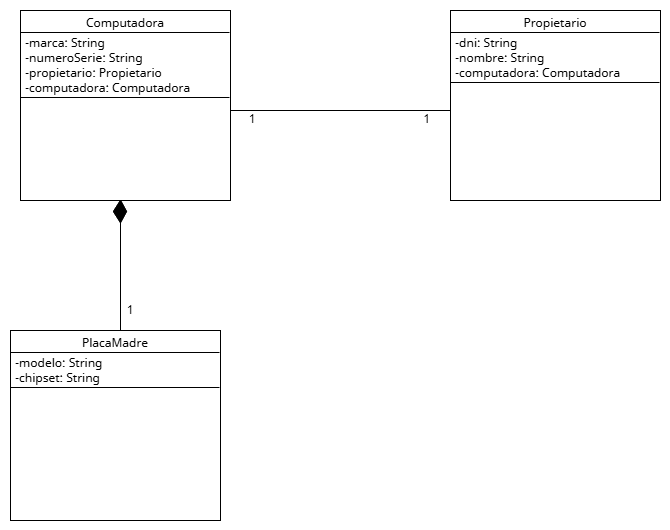 Computadora
-marca: String
-numeroSerie: String
-propietario: Propietario
-computadora: Computadora
Propietario
-dni: String
-nombre: String
-computadora: Computadora
1
1
1
PlacaMadre
-modelo: String
-chipset: String